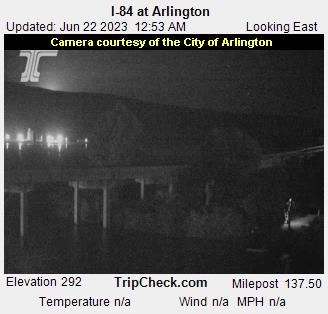 I-84 at Arlington
Updated: Jun 22 2023 12:53 AM Looking East
Camera courtesy of the City of Arlington
Elevation 292 TripCheck.com Milepost 137.50
Temperature n/a Wind n/a MPH n/a